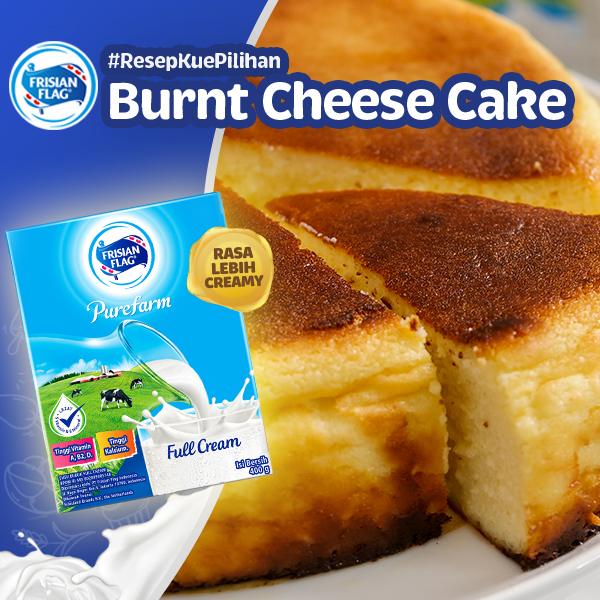 #ResepKuePilihan
FRISIAN
FLAG
Burnt Cheese Cake
FRISIAN
FLAG
Purefarm
RASA
LEBIH
CREAMY
LEZAT
Tinggi Vitamin
A, B2, D.
Tinggi
Kalsium.
Full Cream
Isi Bersih
400 g